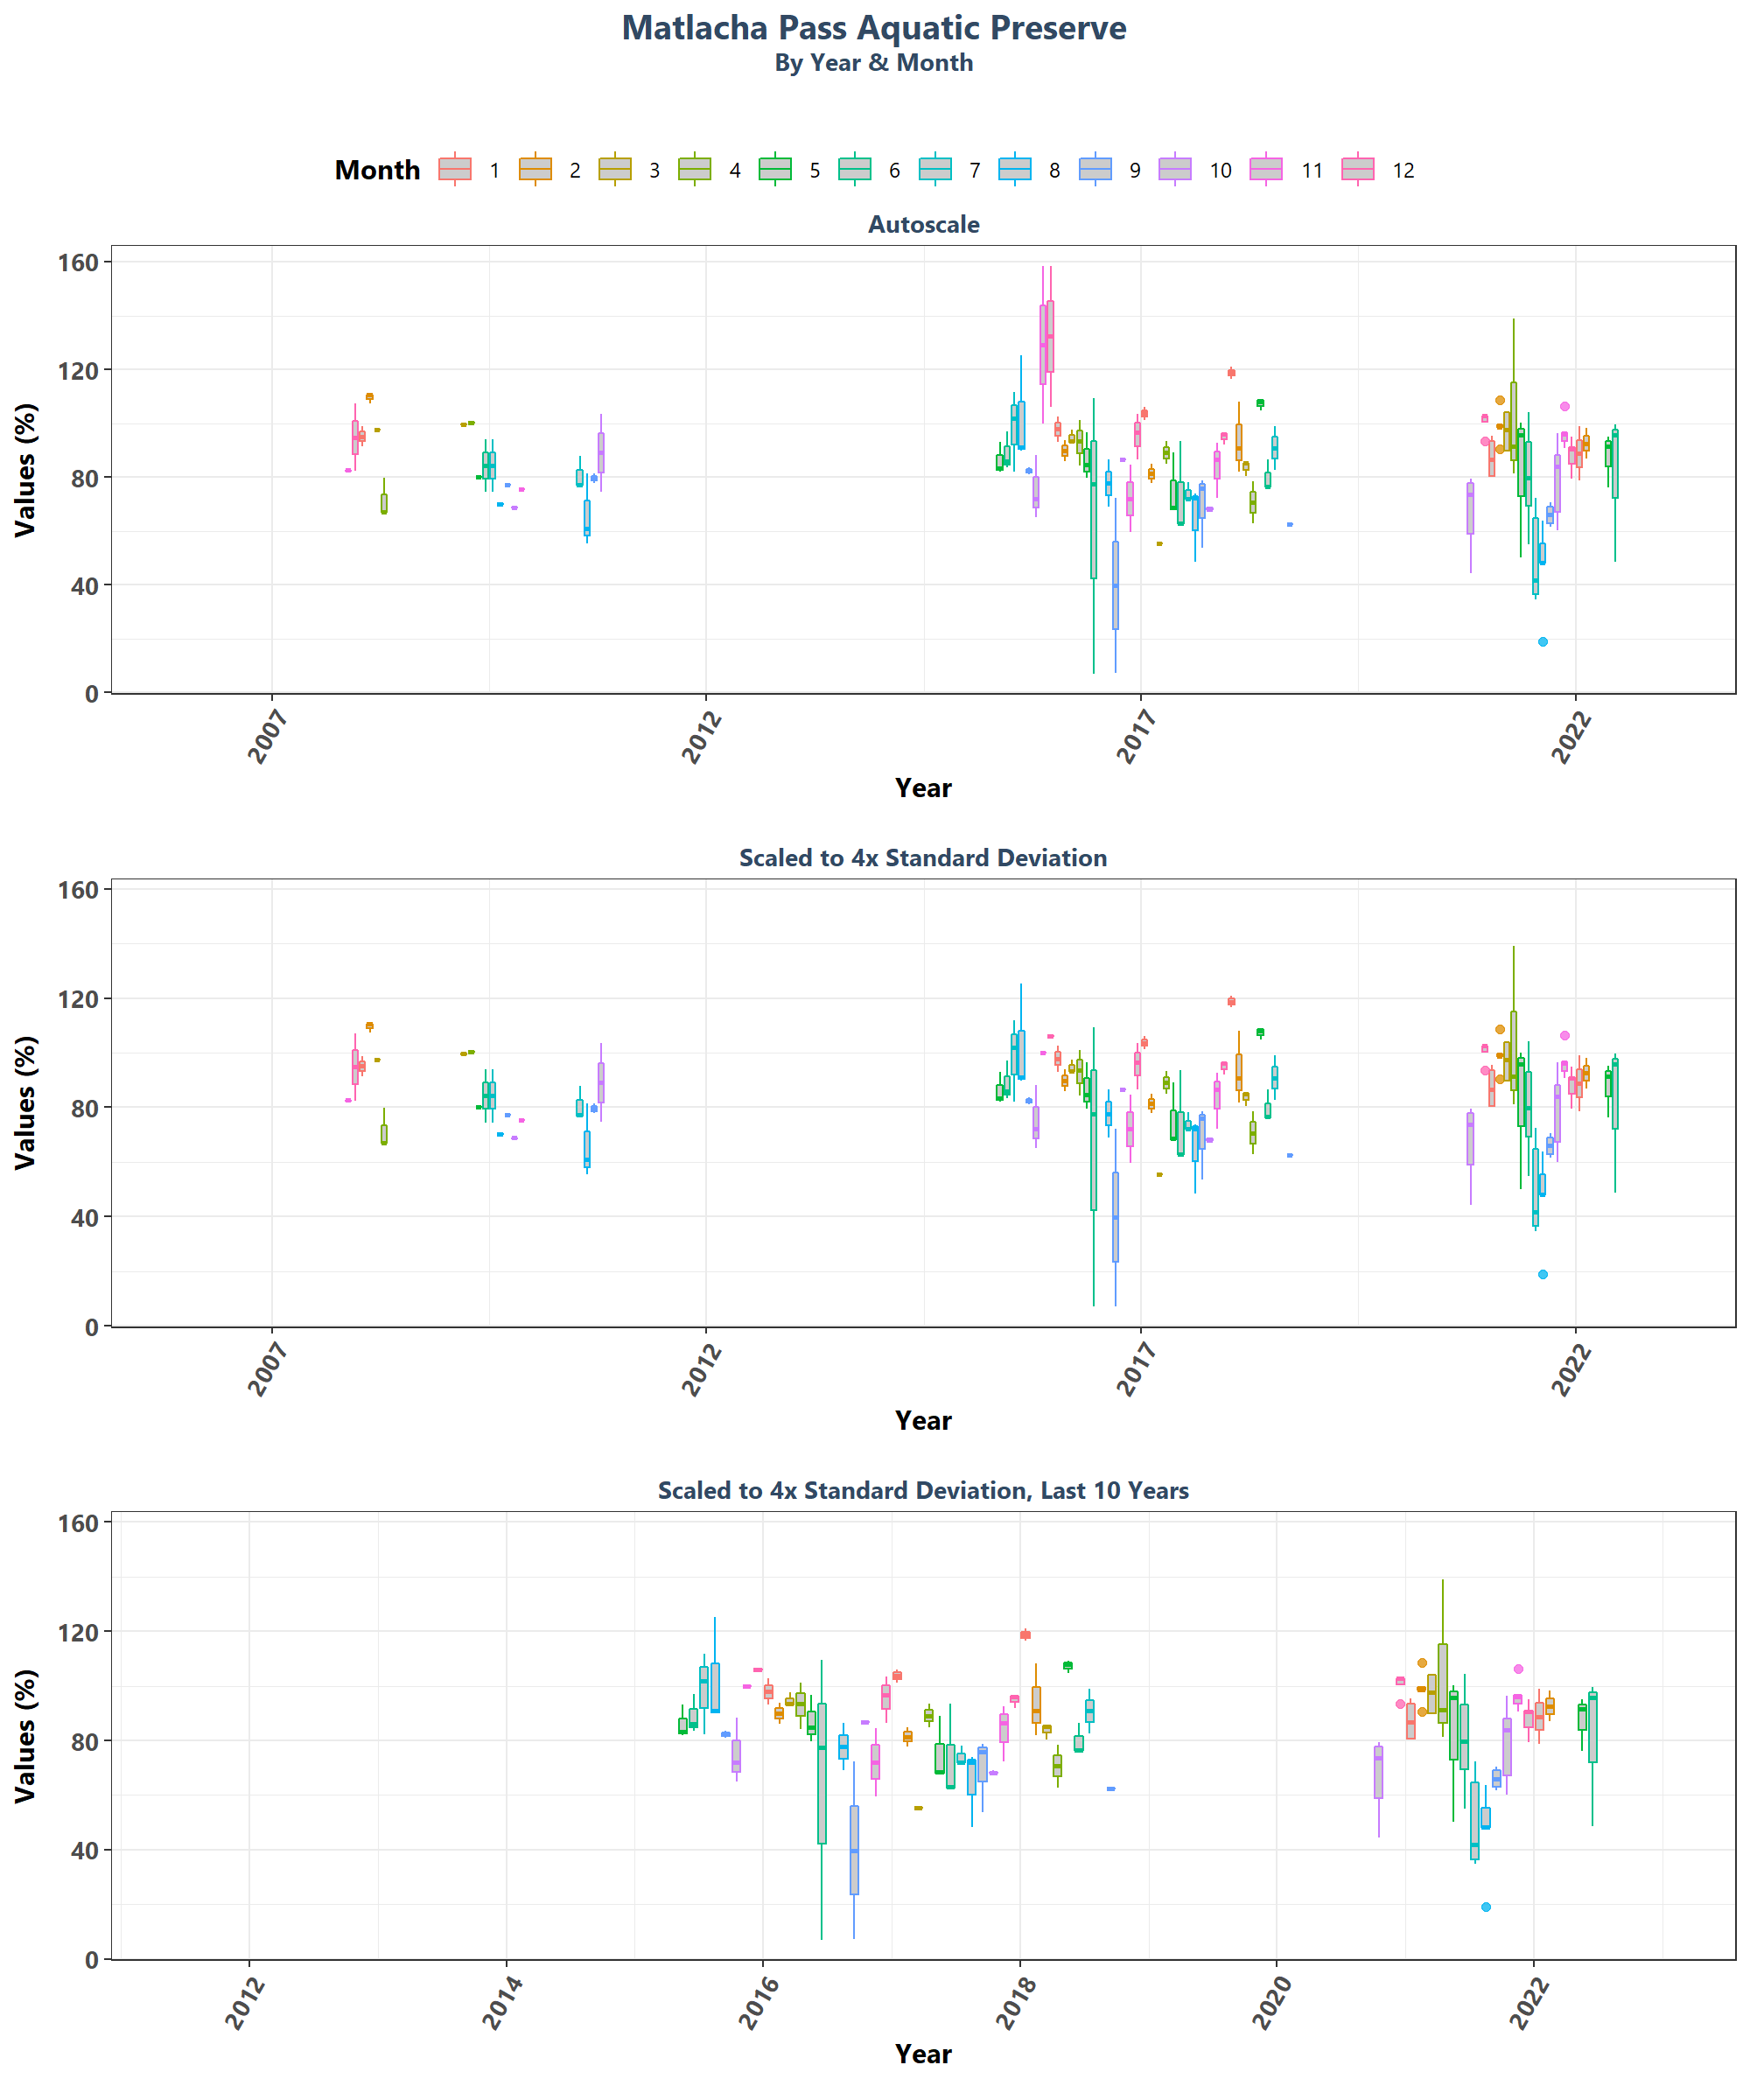 Matlacha Pass Aquatic Preserve
By Year & Month
Month 1 2 3 4 5 6 7 8 9 10 11 12
Autoscale
160
120
80
40
0
Values (%)
2007 2012 2017 2022
Year
Scaled to 4x Standard Deviation
160
120
80
40
0
Values (%)
2007 2012 2017 2022
Year
Scaled to 4x Standard Deviation, Last 10 Years
160
120
80
40
0
Values (%)
2012 2014 2016 2018 2020 2022
Year